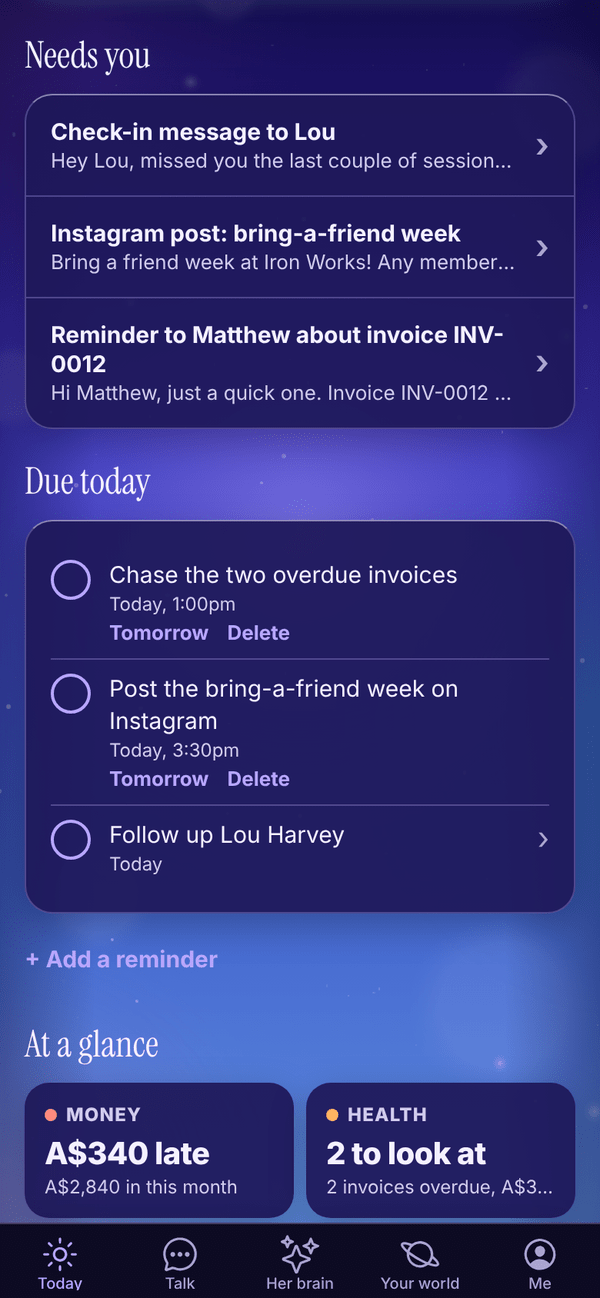 Needs you
Check-in message to Lou
Hey Lou, missed you the last couple of session...
Instagram post: bring-a-friend week
Bring a friend week at Iron Works! Any member...
Reminder to Matthew about invoice INV-
0012
Hi Matthew, just a quick one. Invoice INV-0012 ...
Due today
Chase the two overdue invoices
Today, 1:00pm
Tomorrow Delete
Post the bring-a-friend week on
Instagram
Today, 3:30pm
Tomorrow Delete
Follow up Lou Harvey
Today
+ Add a reminder
At a glance
MONEY
A$340 late
A$2,840 in this month
HEALTH
2 to look at
2 invoices overdue, A$3...
Today
Talk
Her brain
Your world
Me